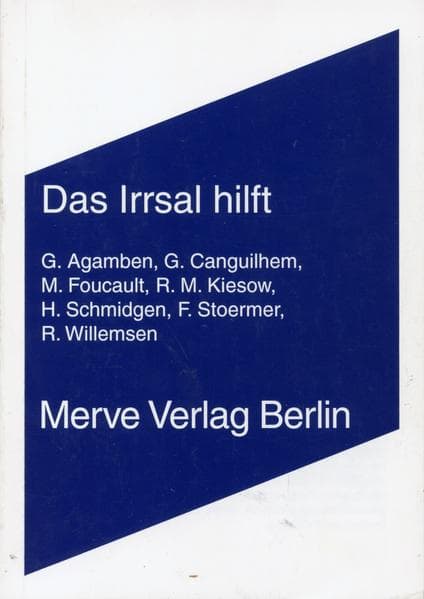 Das Irrsal hilft
G. Agamben, G. Canguilhem,
M. Foucault, R. M. Kiesow,
H. Schmidgen, F. Stoermer,
R. Willemsen
Merve Verlag Berlin